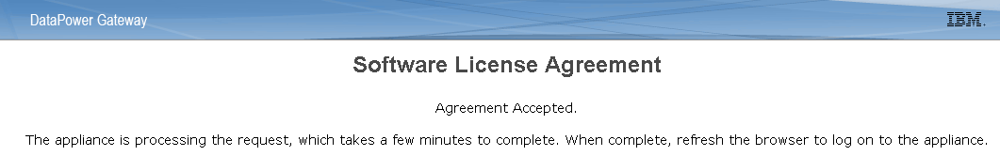 DataPower Gateway IBM.
Software License Agreement
Agreement Accepted.
The appliance is processing the request, which takes a few minutes to complete. When complete, refresh the browser to log on to the appliance.